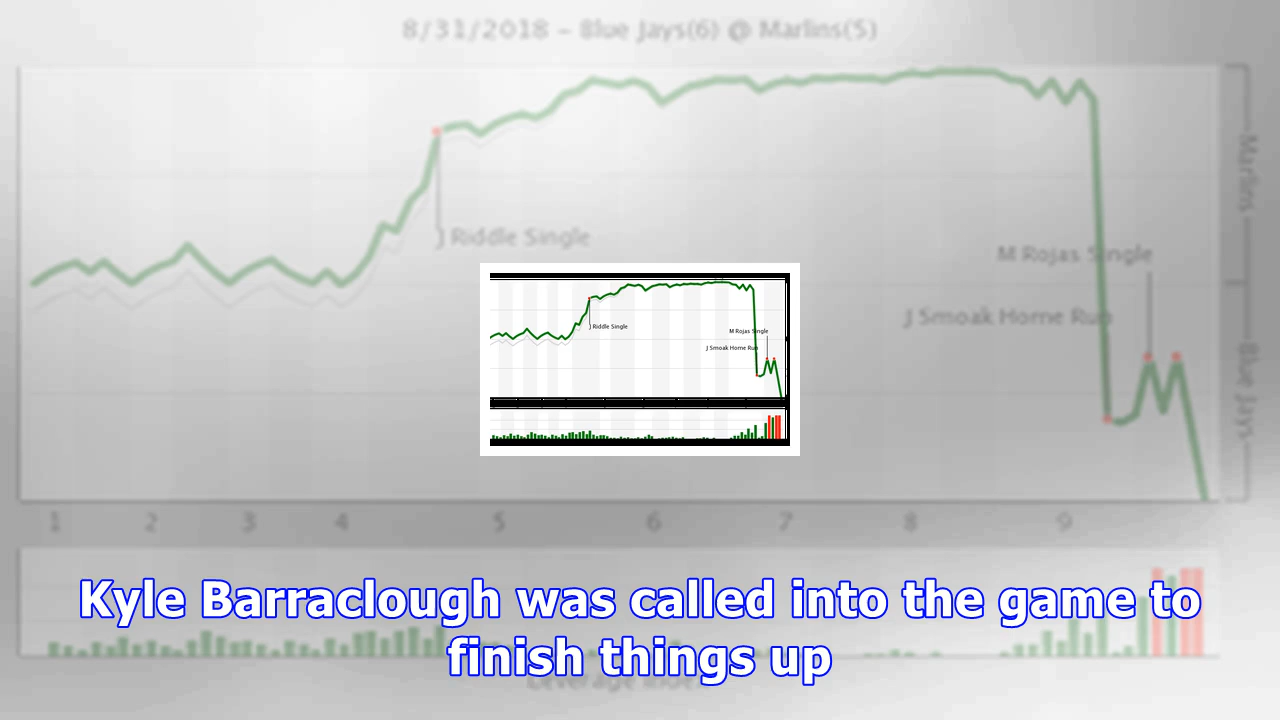 8/31/2018 – Blue Jays(6) @ Marlins(5)
Marlins
J Riddle Single
M Rojas Single
J Smoak Home Run
Blue Jays
J Riddle Single
M Rojas Single
J Smoak Home Run
1 2 3 4 5 6 7 8 9
Kyle Barraclough was called into the game to
finish things up
Leverage Index